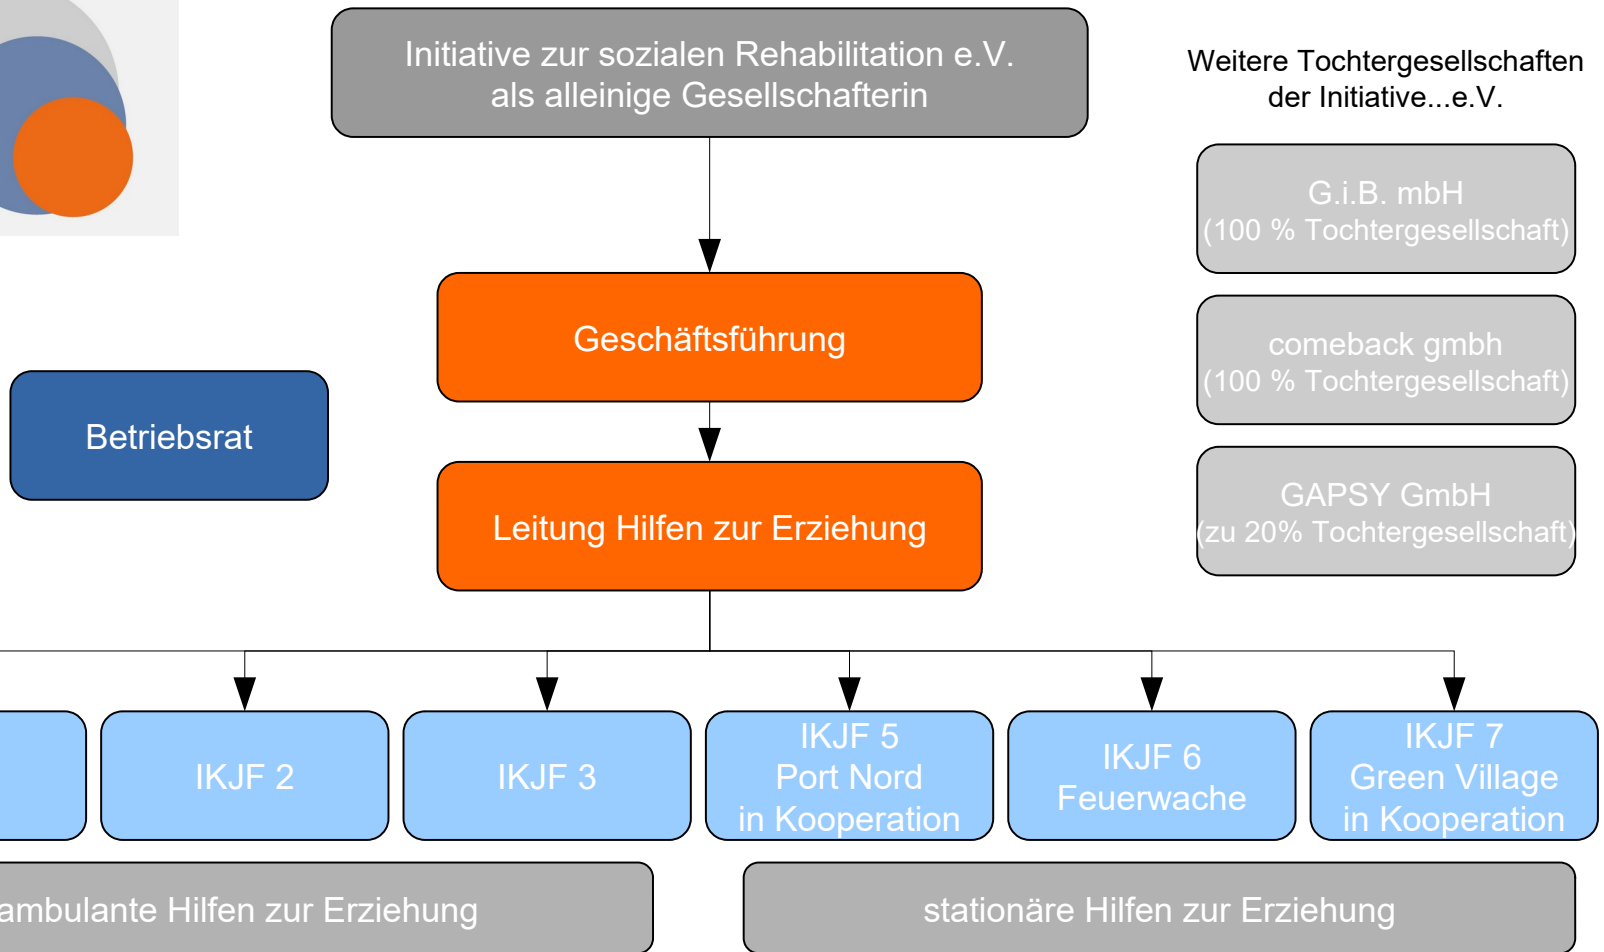 Initiative zur sozialen Rehabilitation e.V.
als alleinige Gesellschafterin
Weitere Tochtergesellschaften
der Initiative...e.V.
G.i.B. mbH
(100 % Tochtergesellschaft)
comeback gmbh
(100 % Tochtergesellschaft)
GAPSY GmbH
(zu 20% Tochtergesellschaft)
Geschäftsführung
Betriebsrat
Leitung Hilfen zur Erziehung
IKJF 2
IKJF 3
IKJF 5
Port Nord
in Kooperation
IKJF 6
Feuerwache
IKJF 7
Green Village
in Kooperation
ambulante Hilfen zur Erziehung
stationäre Hilfen zur Erziehung